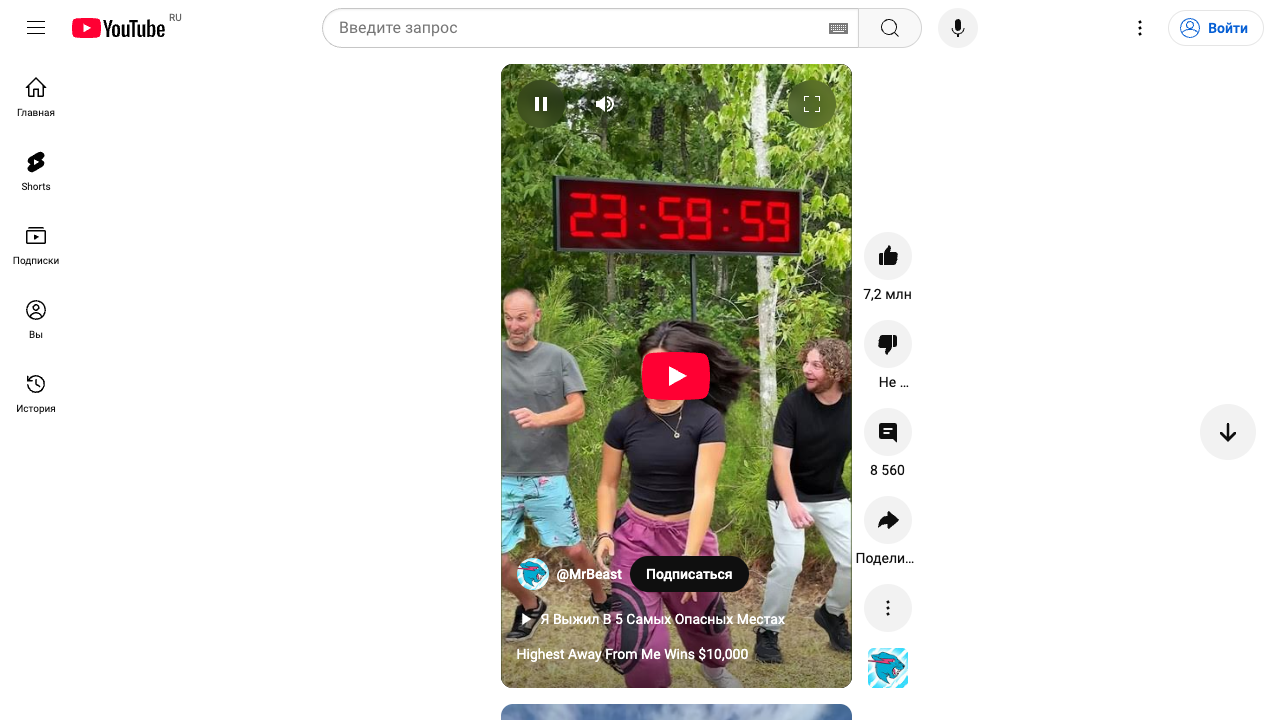 YouTube
RU
Введите запрос
Войти
Главная
Shorts
Подписки
Вы
История
23:59:59
7,2 млн
Не ...
8 560
Подели...
@MrBeast
Подписаться
Я Выжил В 5 Самых Опасных Местах
Highest Away From Me Wins $10,000